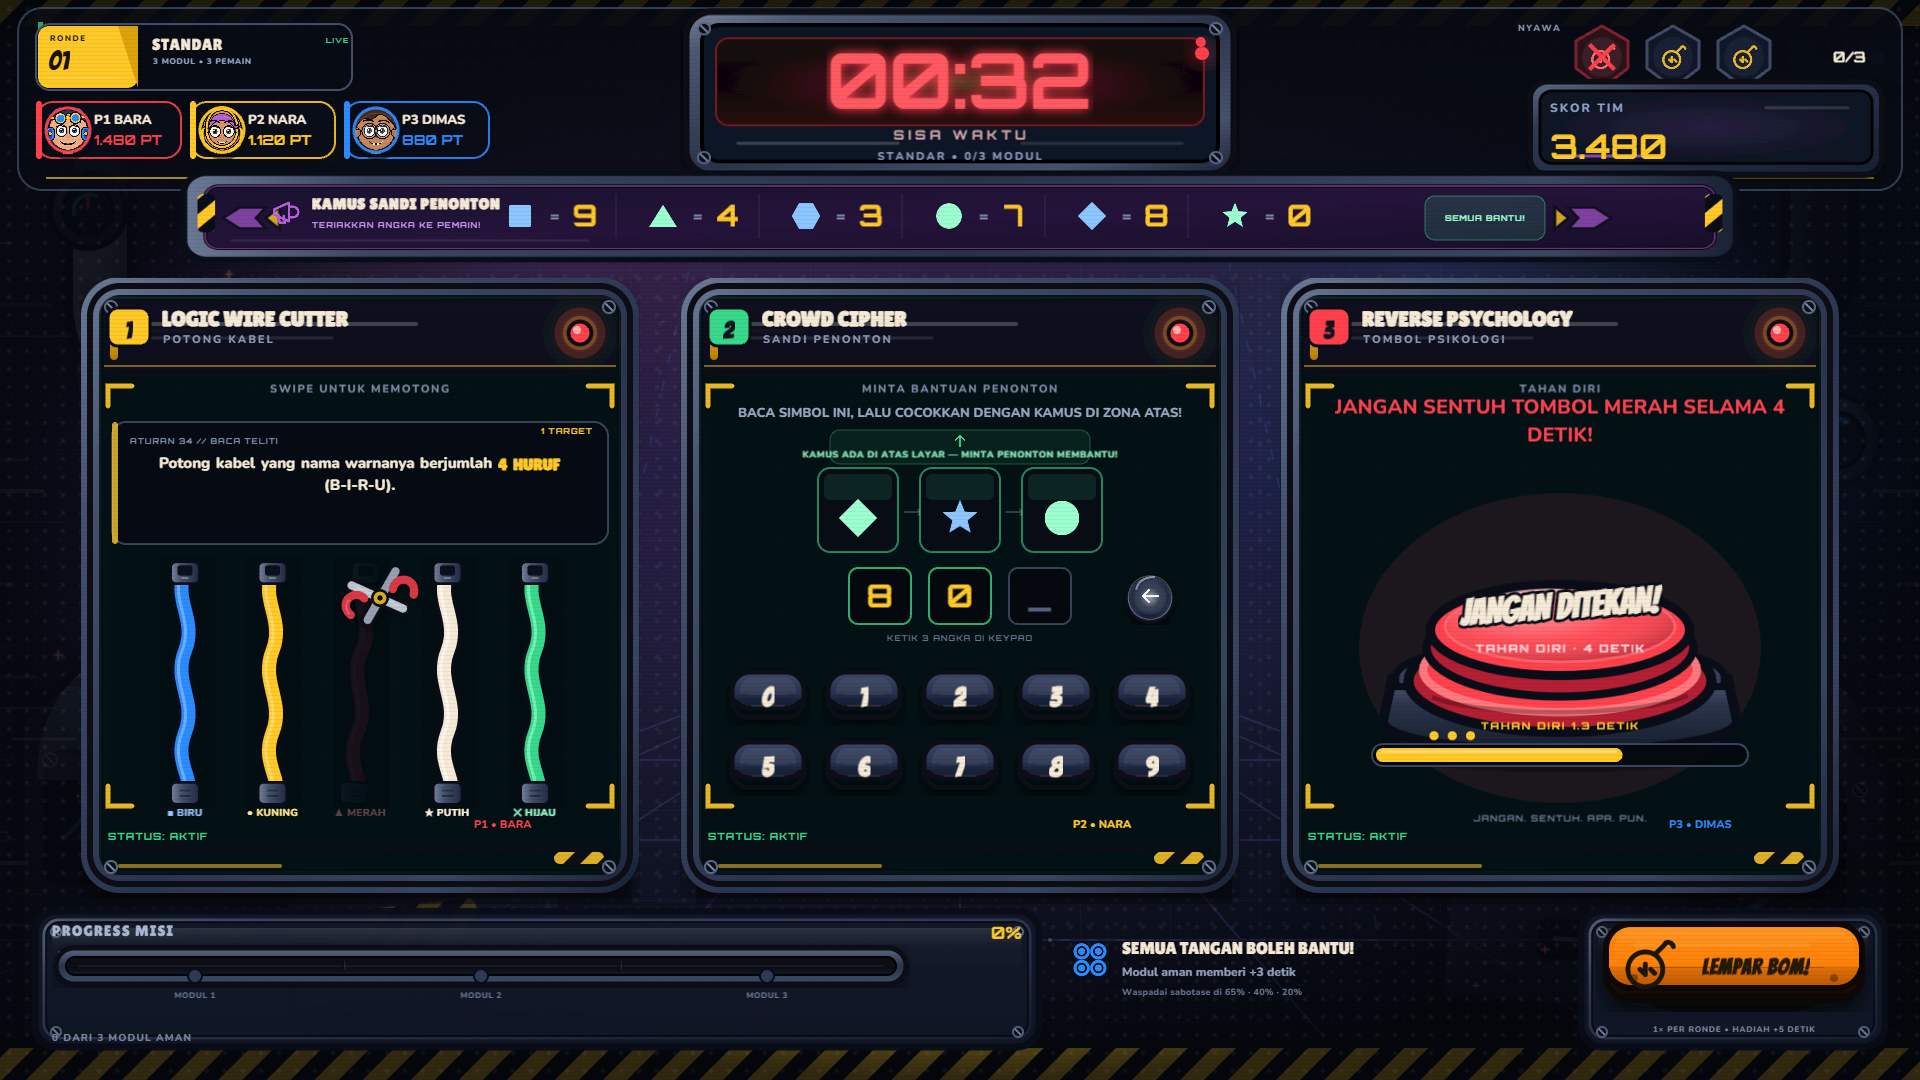 RONDE
01
STANDAR
3 MODUL • 3 PEMAIN
LIVE
P1 BARA
1.480 PT
P2 NARA
1.120 PT
P3 DIMAS
880 PT
00:32
SISA WAKTU
STANDAR • 0/3 MODUL
NYAWA
0/3
SKOR TIM
3.480
KAMUS SANDI PENONTON
TERIAKKAN ANGKA KE PEMAIN!
= 9
= 4
= 3
= 7
= 8
= 0
SEMUA BANTU!
1
LOGIC WIRE CUTTER
POTONG KABEL
SWIPE UNTUK MEMOTONG
1 TARGET
ATURAN 34 // BACA TELITI
Potong kabel yang nama warnanya berjumlah 4 HURUF
(B-I-R-U).
■ BIRU
● KUNING
▲ MERAH
★ PUTIH
✕ HIJAU
P1 • BARA
STATUS: AKTIF
2
CROWD CIPHER
SANDI PENONTON
MINTA BANTUAN PENONTON
BACA SIMBOL INI, LALU COCOKKAN DENGAN KAMUS DI ZONA ATAS!
↑
KAMUS ADA DI ATAS LAYAR — MINTA PENONTON MEMBANTU!
8 0 _
←
KETIK 3 ANGKA DI KEYPAD
0 1 2 3 4
5 6 7 8 9
P2 • NARA
STATUS: AKTIF
3
REVERSE PSYCHOLOGY
TOMBOL PSIKOLOGI
TAHAN DIRI
JANGAN SENTUH TOMBOL MERAH SELAMA 4
DETIK!
JANGAN DITEKAN!
TAHAN DIRI · 4 DETIK
TAHAN DIRI 1.3 DETIK
JANGAN. SENTUH. APA. PUN.
P3 • DIMAS
STATUS: AKTIF
PROGRESS MISI
0%
MODUL 1
MODUL 2
MODUL 3
0 DARI 3 MODUL AMAN
SEMUA TANGAN BOLEH BANTU!
Modul aman memberi +3 detik
Waspadai sabotase di 65% · 40% · 20%
LEMPAR BOM!
1× PER RONDE • HADIAH +5 DETIK